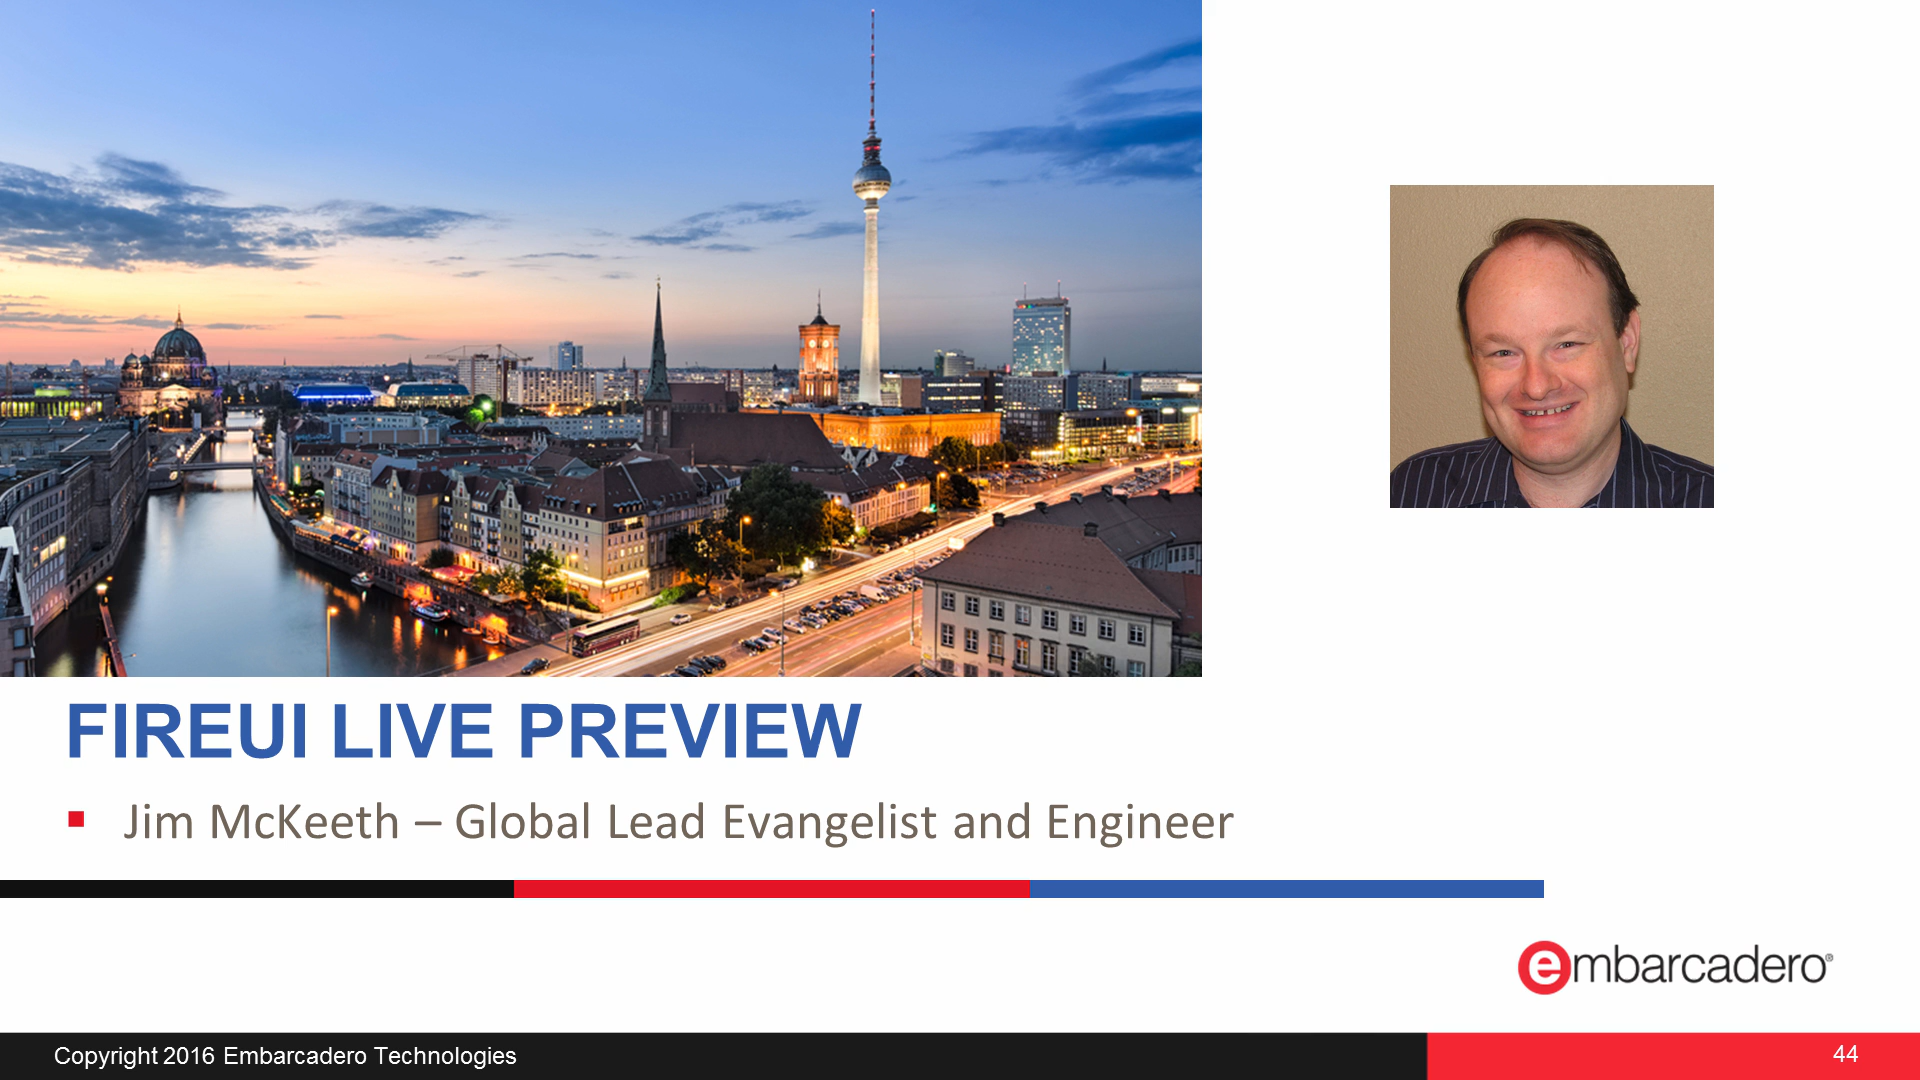 FIREUI LIVE PREVIEW
Jim McKeeth – Global Lead Evangelist and Engineer
embarcadero®
Copyright 2016 Embarcadero Technologies
44